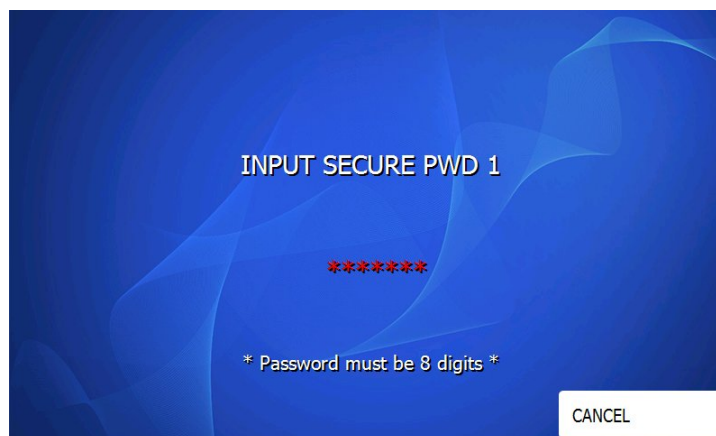 INPUT SECURE PWD 1
*******
* Password must be 8 digits *
CANCEL